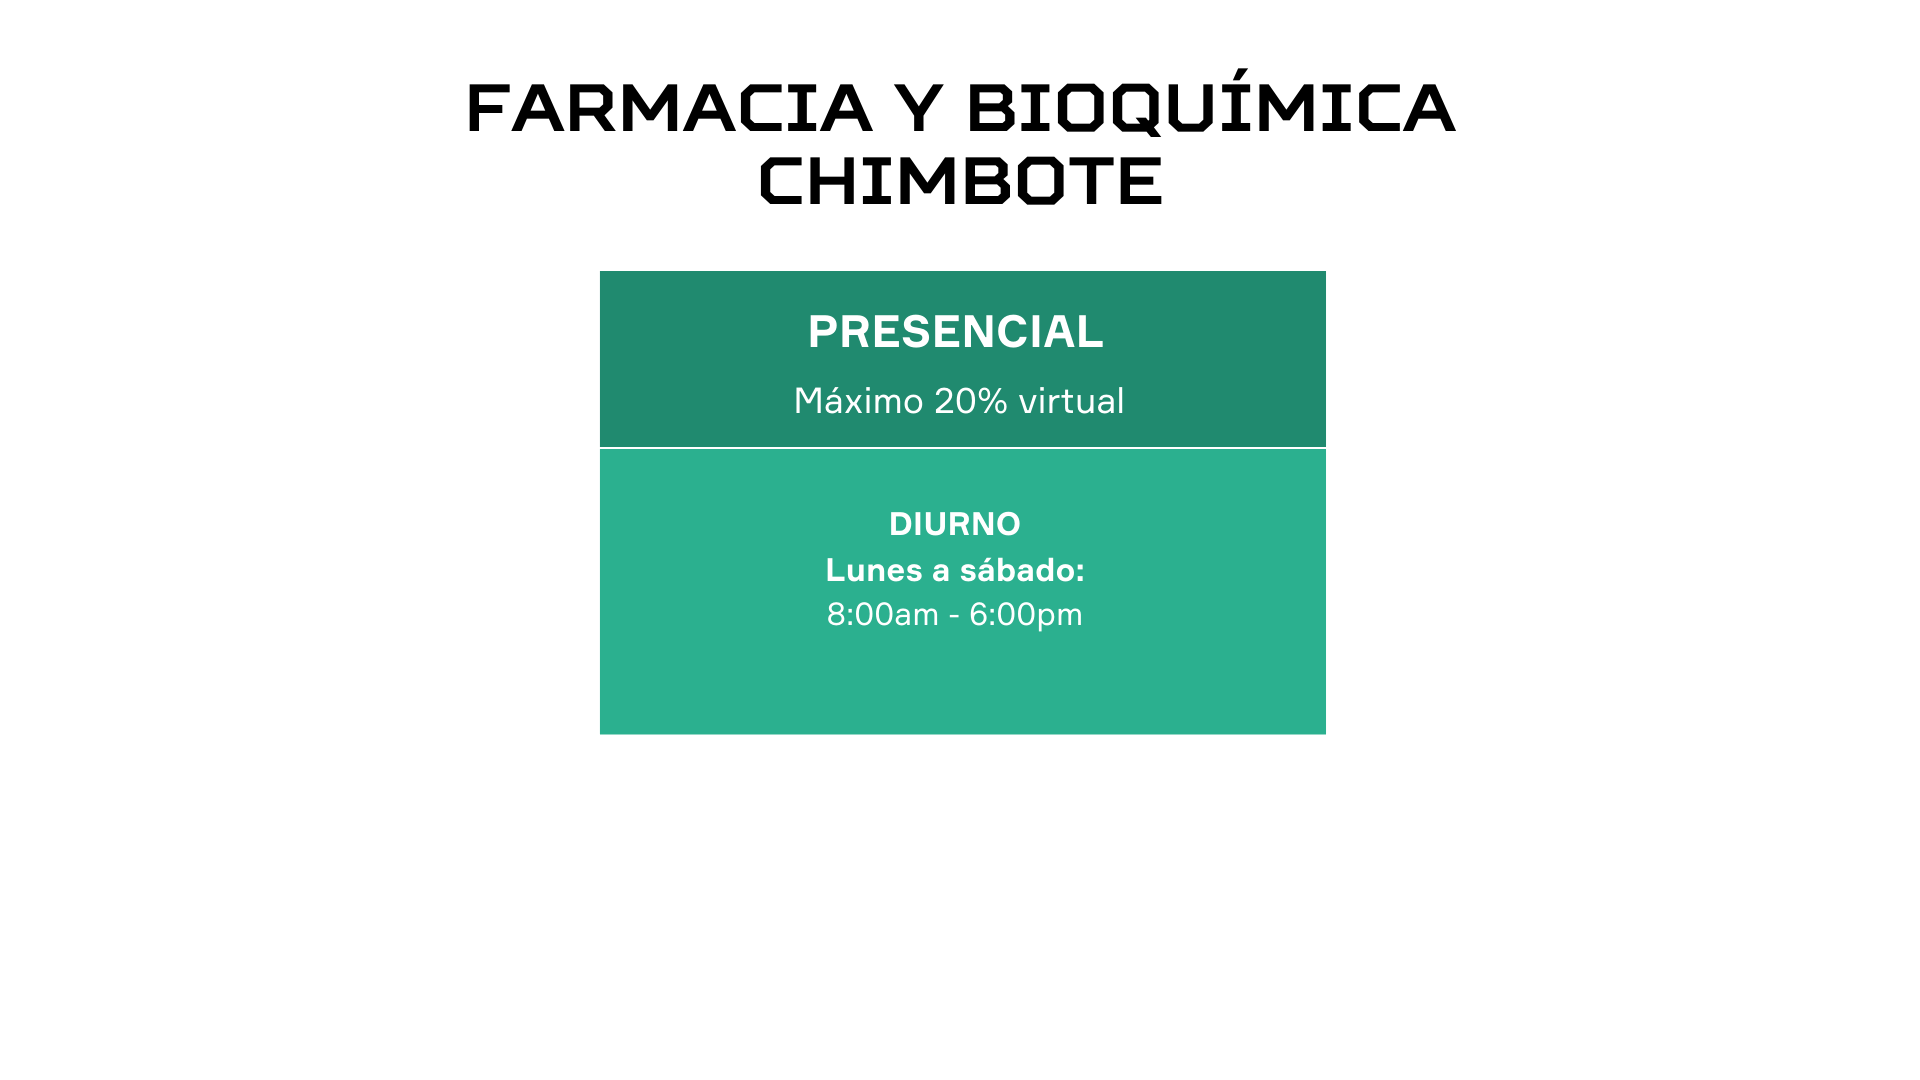 FARMACIA Y BIOQUÍMICA
CHIMBOTE
PRESENCIAL
Máximo 20% virtual
DIURNO
Lunes a sábado:
8:00am - 6:00pm